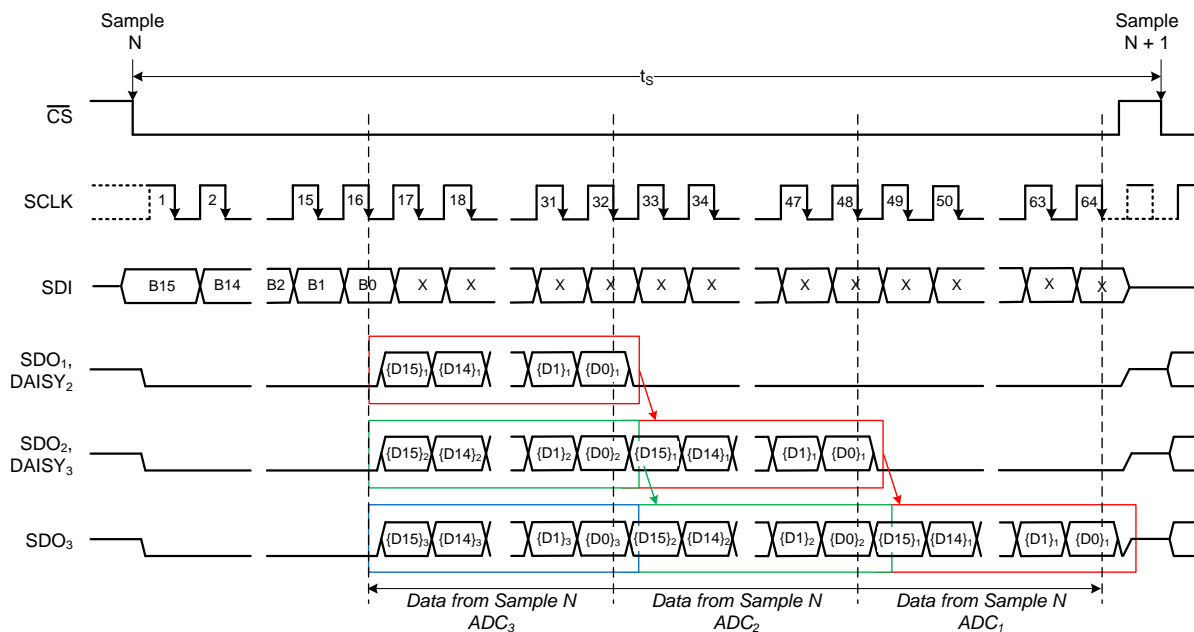 Sample
N
Sample
N + 1
tS
CS
SCLK
1 2 15 16 17 18 31 32 33 34 47 48 49 50 63 64
SDI
B15 B14 B2 B1 B0 X X X X X X X X X X X X
SDO1,
DAISY2
{D15}1 {D14}1 {D1}1 {D0}1
SDO2,
DAISY3
{D15}2 {D14}2 {D1}2 {D0}2 {D15}1 {D14}1 {D1}1 {D0}1
SDO3
{D15}3 {D14}3 {D1}3 {D0}3 {D15}2 {D14}2 {D1}2 {D0}2 {D15}1 {D14}1 {D1}1 {D0}1
Data from Sample N
ADC3
Data from Sample N
ADC2
Data from Sample N
ADC1